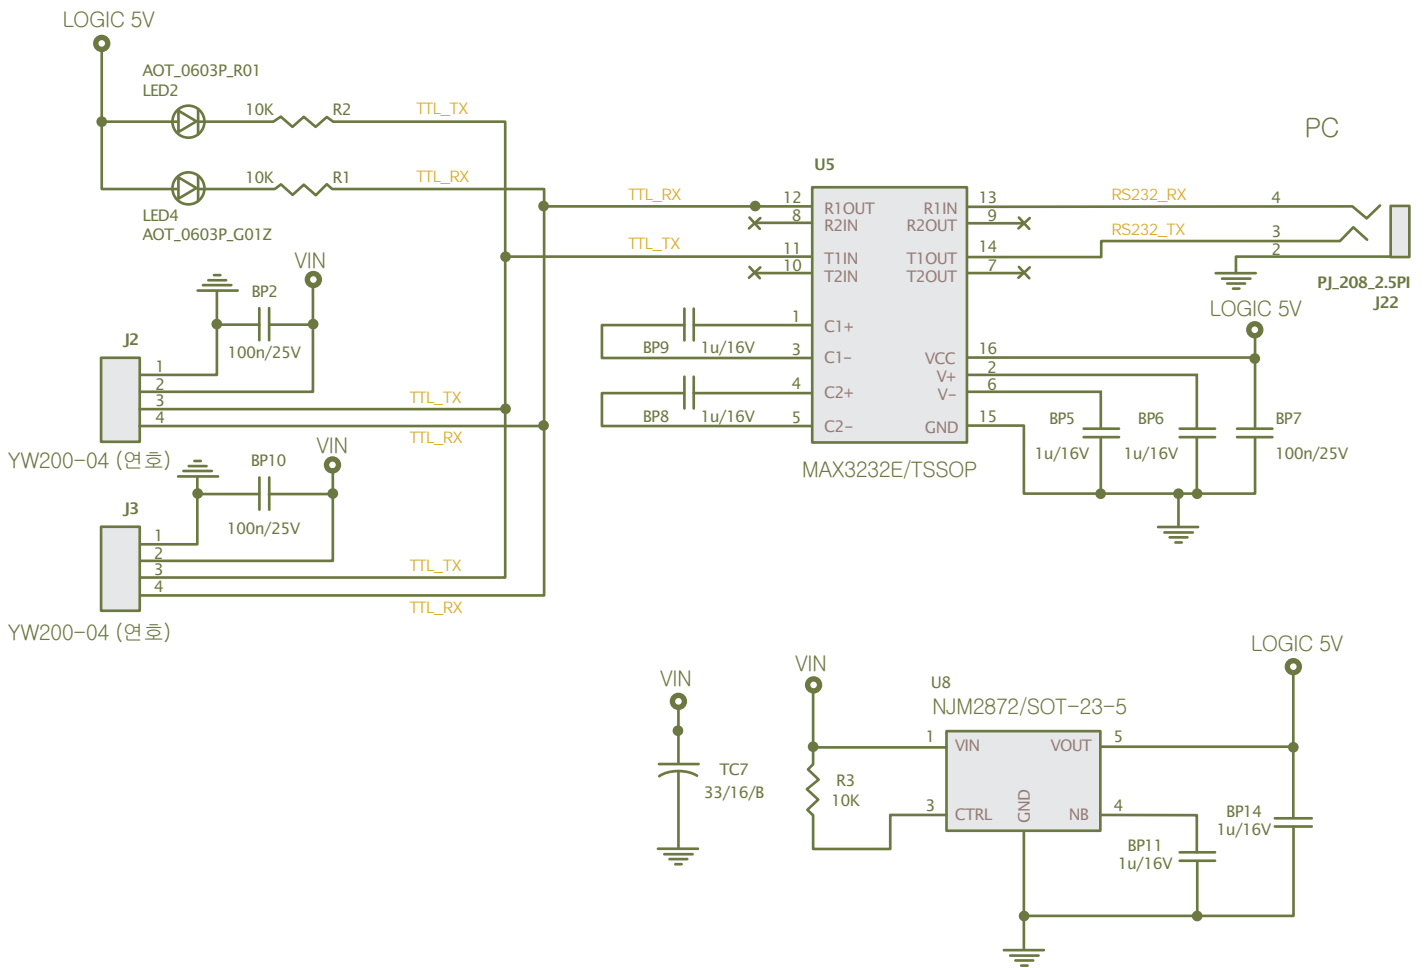 LOGIC 5V
AOT_0603P_R01
LED2
10K
R2
TTL_TX
10K
R1
TTL_RX
LED4
AOT_0603P_G01Z
VIN
BP2
100n/25V
J2
1
2
3
4
TTL_TX
TTL_RX
YW200-04 (연호)
VIN
BP10
100n/25V
J3
1
2
3
4
TTL_TX
TTL_RX
YW200-04 (연호)
U5
TTL_RX
12
8
TTL_TX
11
10
1
3
4
5
BP9
1u/16V
BP8
1u/16V
R1OUT
R2IN
T1IN
T2IN
C1+
C1-
C2+
C2-
R1IN
R2OUT
T1OUT
T2OUT
VCC
V+
V-
GND
13
9
14
7
16
2
6
15
MAX3232E/TSSOP
PC
RS232_RX
4
RS232_TX
3
2
PJ_208_2.5PI
J22
LOGIC 5V
BP5
1u/16V
BP6
1u/16V
BP7
100n/25V
VIN
TC7
33/16/B
VIN
R3
10K
U8
NJM2872/SOT-23-5
1
VIN
VOUT
5
3
CTRL
GND
NB
4
LOGIC 5V
BP14
1u/16V
BP11
1u/16V